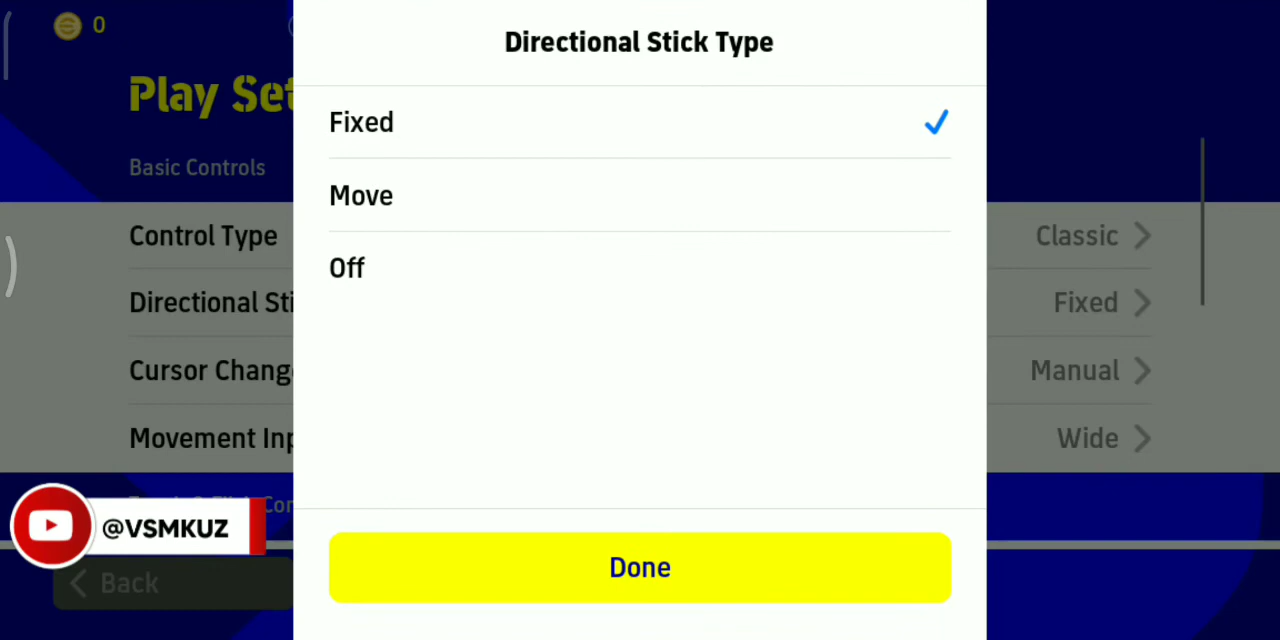 0
Directional Stick Type
Play Set
Fixed
Basic Controls
Move
Control Type
Classic
Off
Directional Sti
Fixed
Cursor Chang
Manual
Movement Inp
Wide
@VSMKUZ
Done
Back